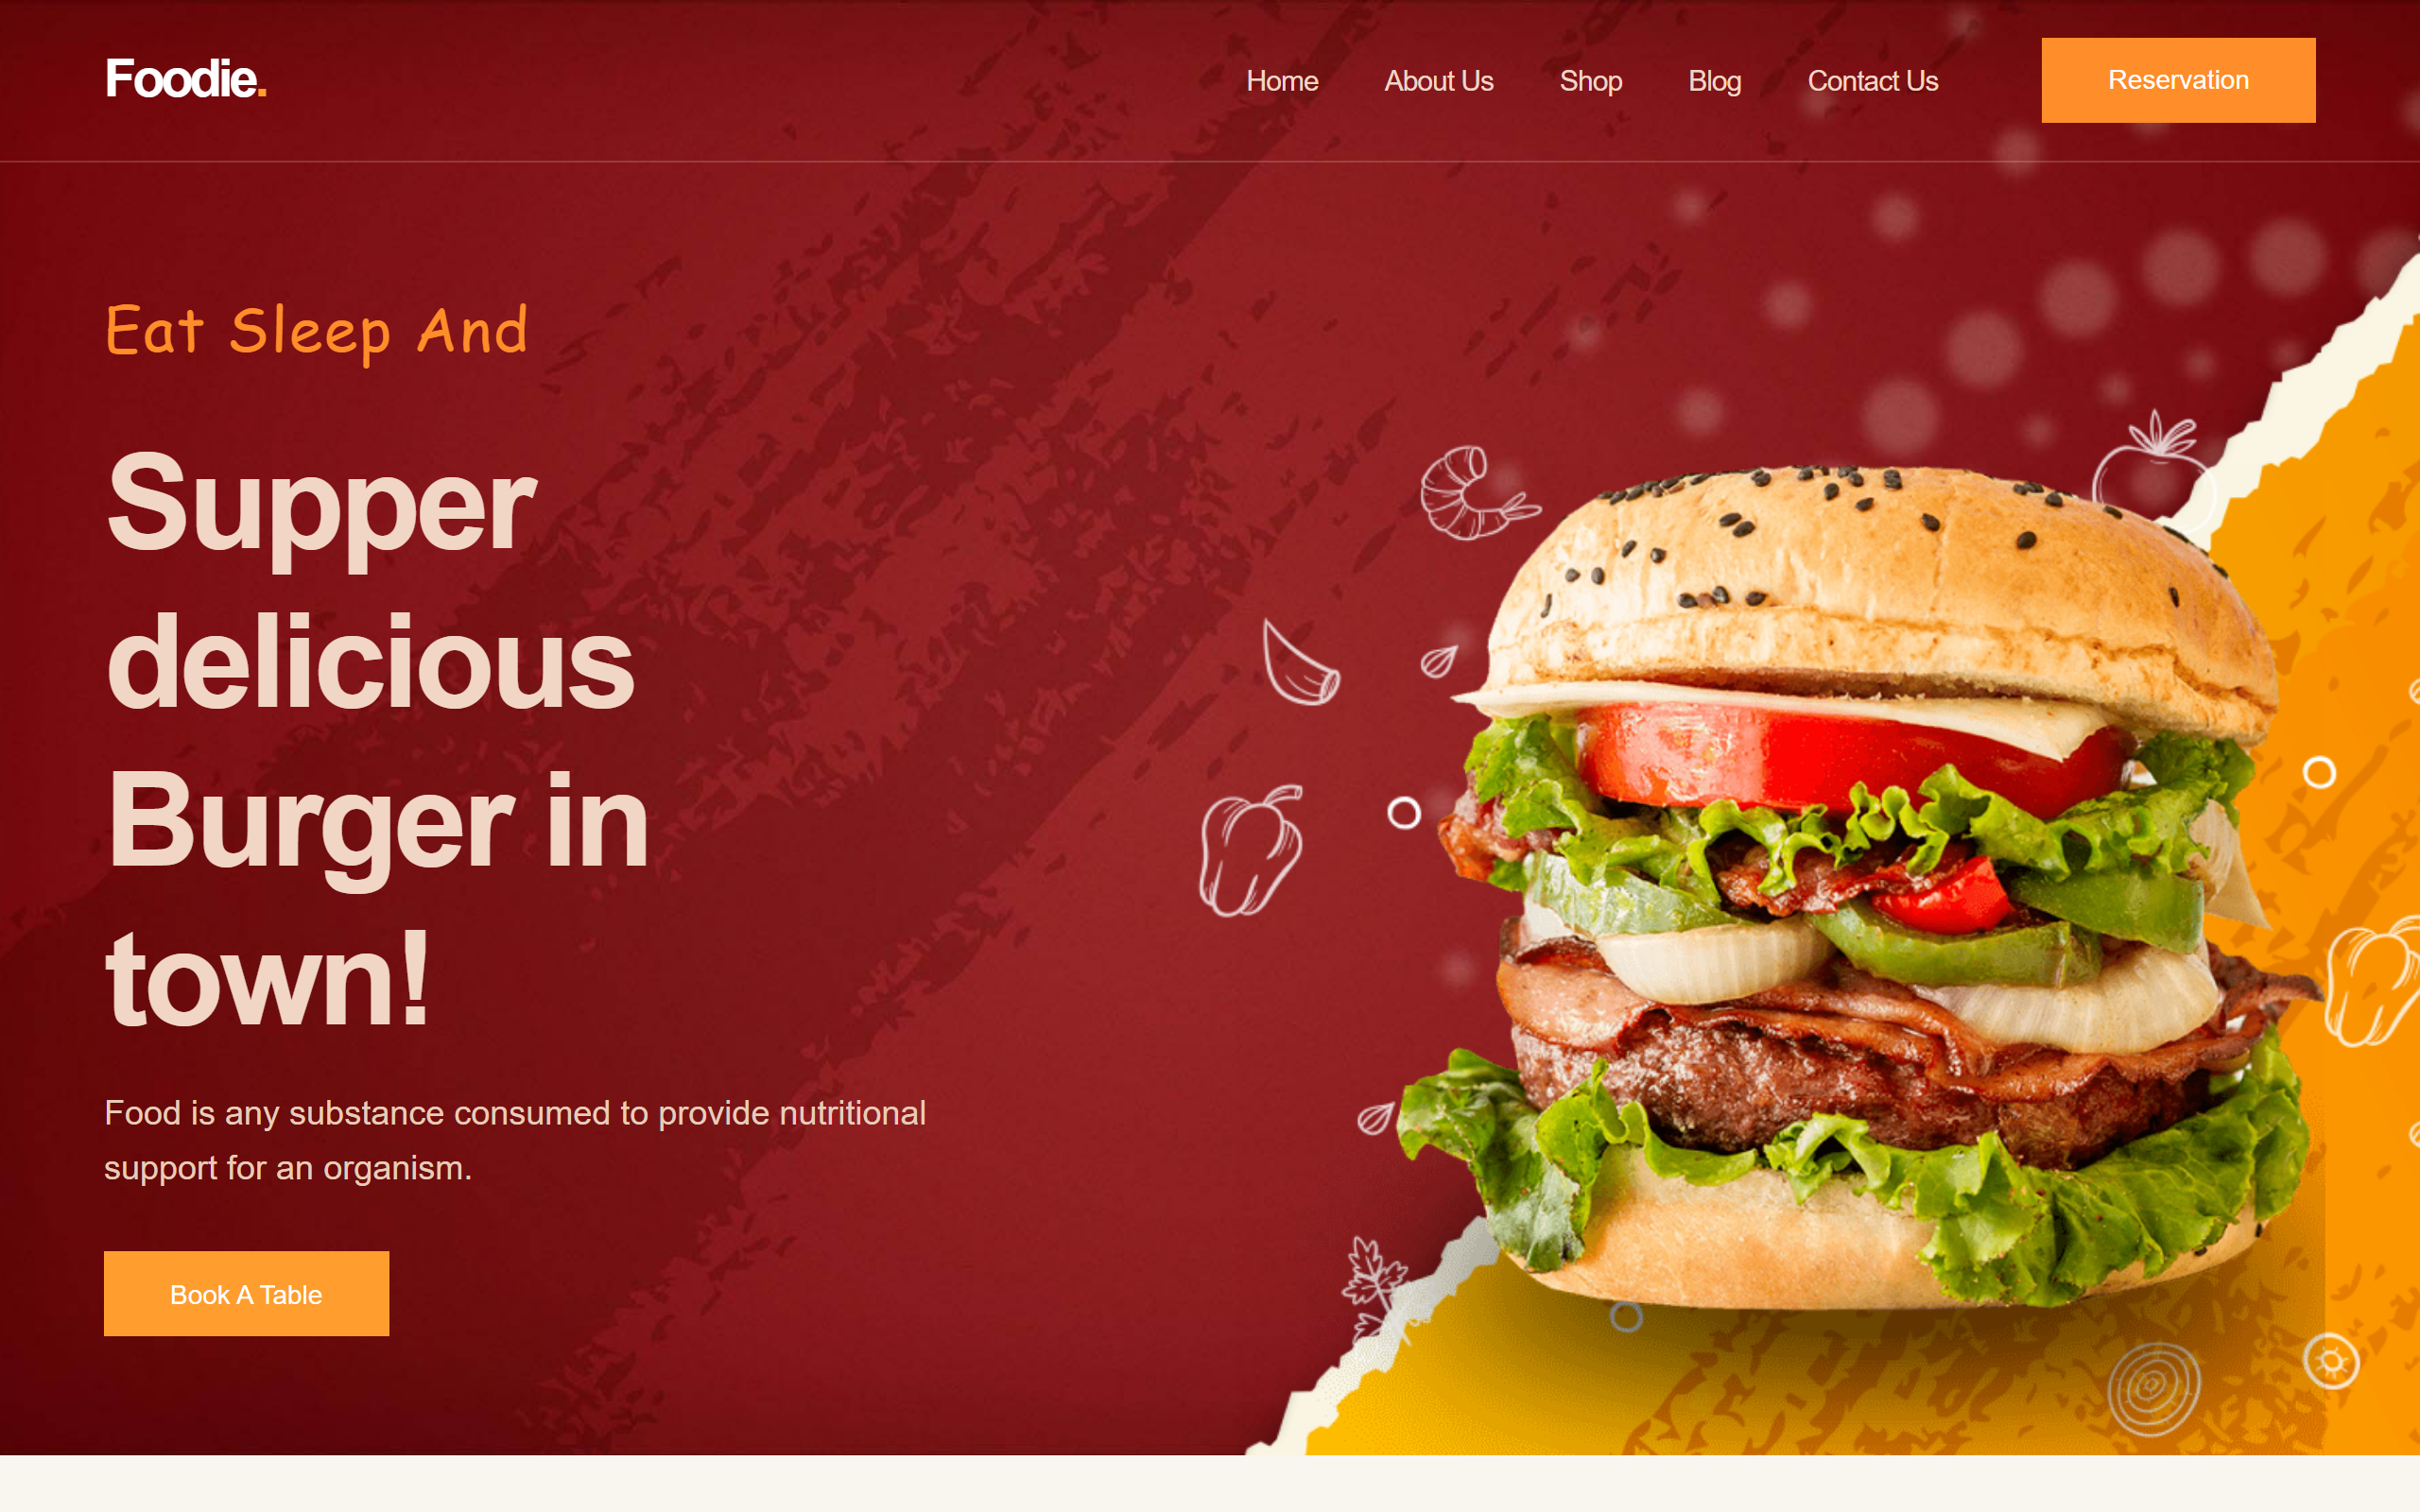 Foodie.
Home About Us Shop Blog Contact Us Reservation
Eat Sleep And
Supper
delicious
Burger in
town!
Food is any substance consumed to provide nutritional
support for an organism.
Book A Table